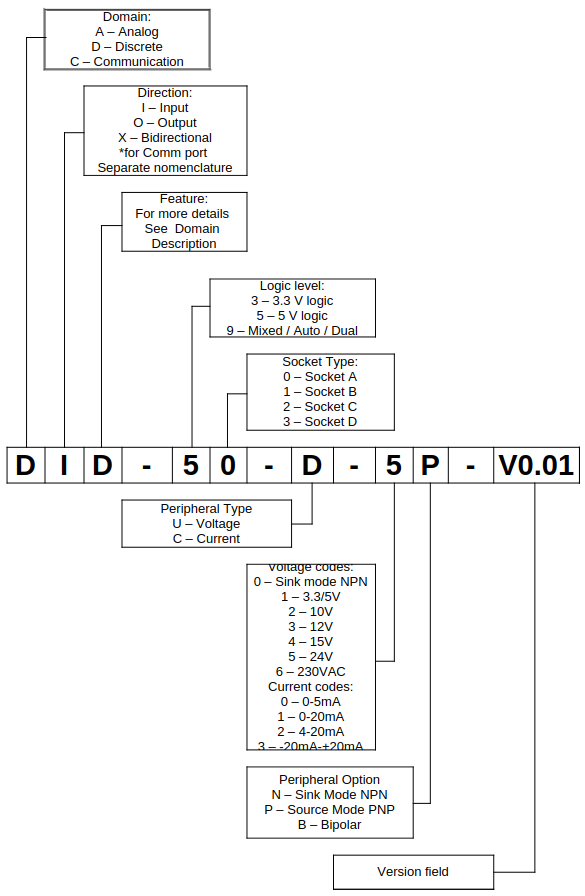 Domain:
A – Analog
D – Discrete
C – Communication
Direction:
I – Input
O – Output
X – Bidirectional
*for Comm port
Separate nomenclature
Feature:
For more details
See Domain
Description
Logic level:
3 – 3.3 V logic
5 – 5 V logic
9 – Mixed / Auto / Dual
Socket Type:
0 – Socket A
1 – Socket B
2 – Socket C
3 – Socket D
D I D - 5 0 - D - 5 P - V0.01
Peripheral Type
U – Voltage
C – Current
Voltage codes:
0 – Sink mode NPN
1 – 3.3/5V
2 – 10V
3 – 12V
4 – 15V
5 – 24V
6 – 230VAC
Current codes:
0 – 0-5mA
1 – 0-20mA
2 – 4-20mA
3 – -20mA-+20mA
Peripheral Option
N – Sink Mode NPN
P – Source Mode PNP
B – Bipolar
Version field